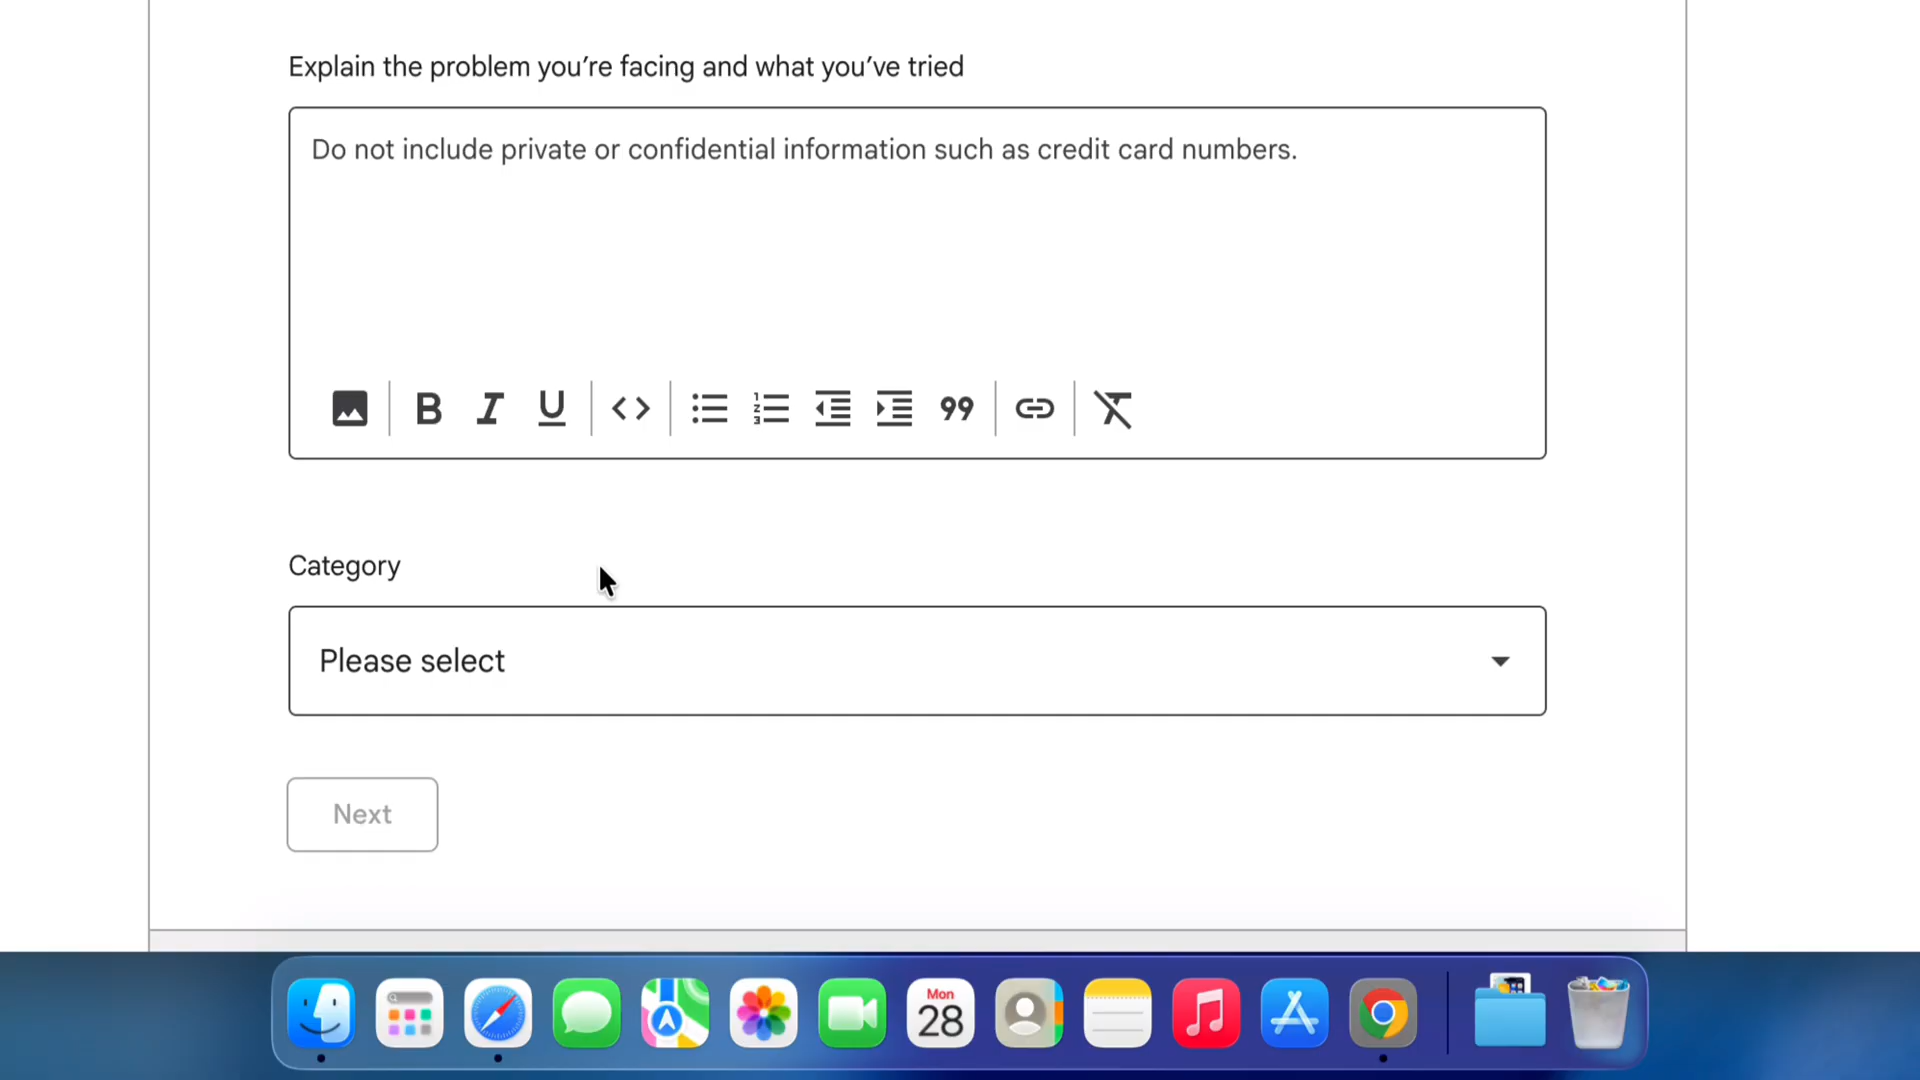 Explain the problem you’re facing and what you’ve tried
Do not include private or confidential information such as credit card numbers.
B I U 99
Category
Please select
Next
Mon
28